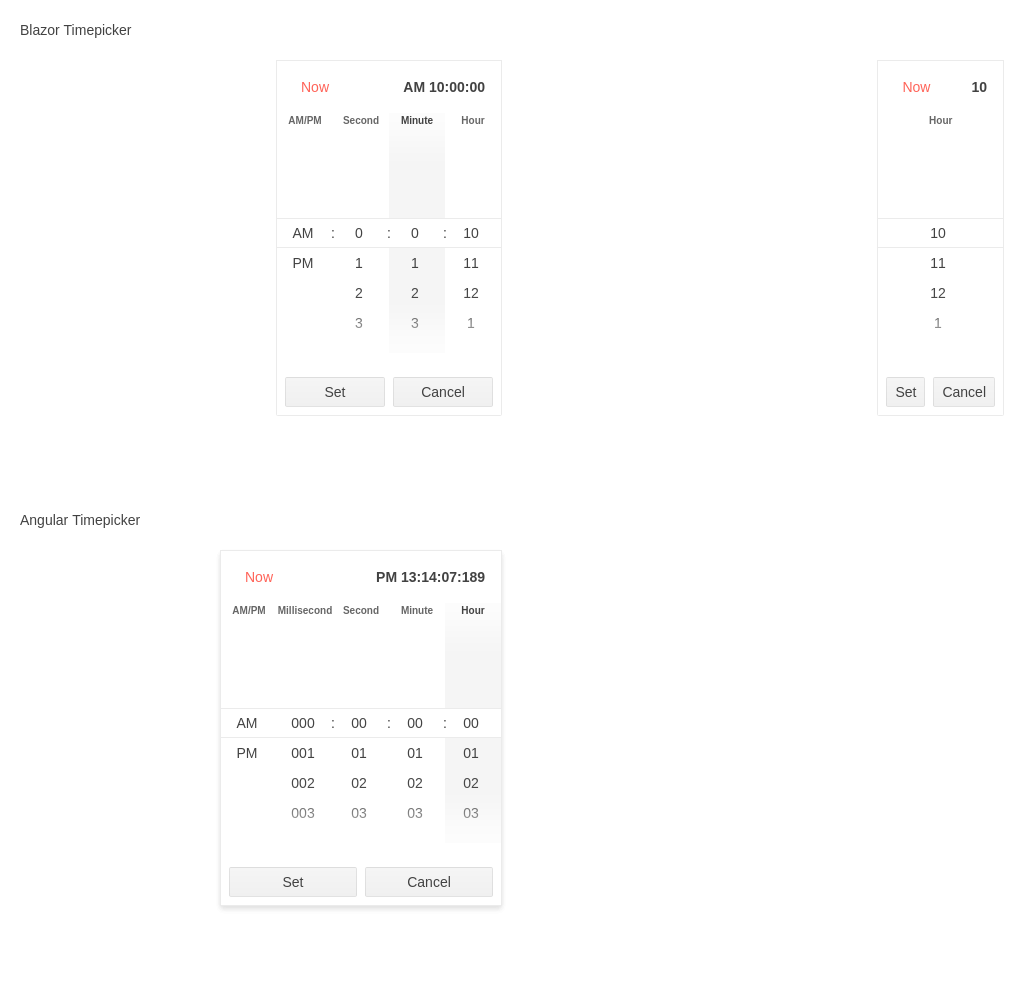 Blazor Timepicker
Now AM 10:00:00
AM/PM Second Minute Hour
AM : 0 : 0 : 10
PM 1 1 11
2 2 12
3 3 1
Set Cancel
Now 10
Hour
10
11
12
1
Set Cancel
Angular Timepicker
Now PM 13:14:07:189
AM/PM Millisecond Second Minute Hour
AM 000 : 00 : 00 : 00
PM 001 01 01 01
002 02 02 02
003 03 03 03
Set Cancel